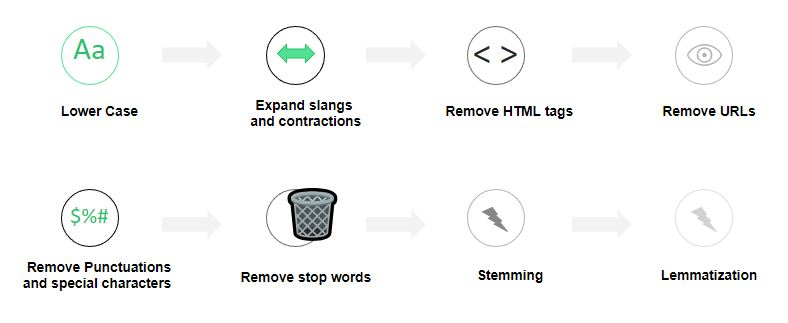 Aa
< >
Lower Case
Expand slangs
and contractions
Remove HTML tags
Remove URLs
$%#
Remove Punctuations
and special characters
Remove stop words
Stemming
Lemmatization